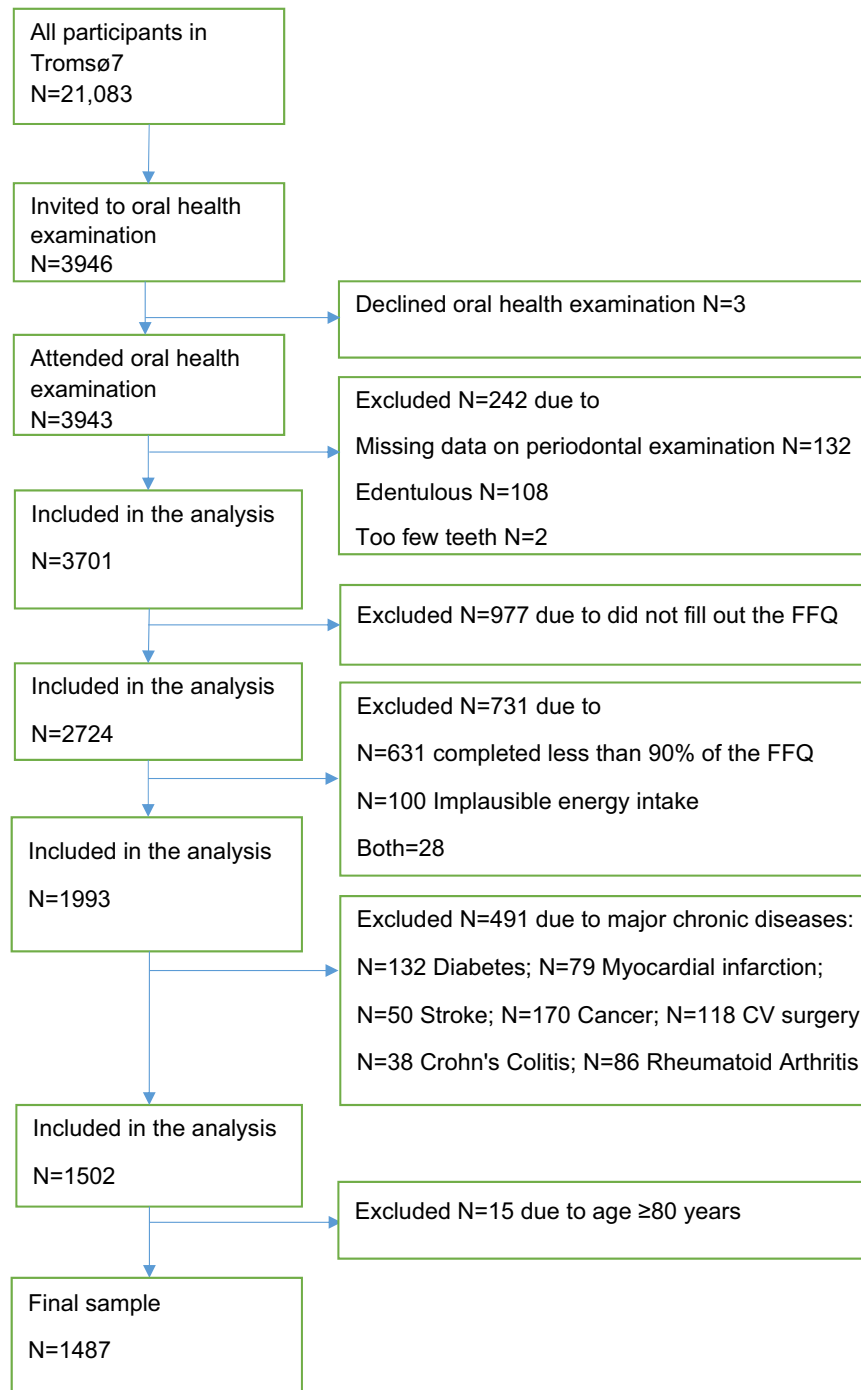 All participants in
Tromsø7
N=21,083
Invited to oral health
examination
N=3946
Declined oral health examination N=3
Attended oral health
examination
N=3943
Excluded N=242 due to
Missing data on periodontal examination N=132
Edentulous N=108
Too few teeth N=2
Included in the analysis
N=3701
Excluded N=977 due to did not fill out the FFQ
Included in the analysis
N=2724
Excluded N=731 due to
N=631 completed less than 90% of the FFQ
N=100 Implausible energy intake
Both=28
Included in the analysis
N=1993
Excluded N=491 due to major chronic diseases:
N=132 Diabetes; N=79 Myocardial infarction;
N=50 Stroke; N=170 Cancer; N=118 CV surgery
N=38 Crohn's Colitis; N=86 Rheumatoid Arthritis
Included in the analysis
N=1502
Excluded N=15 due to age ≥80 years
Final sample
N=1487